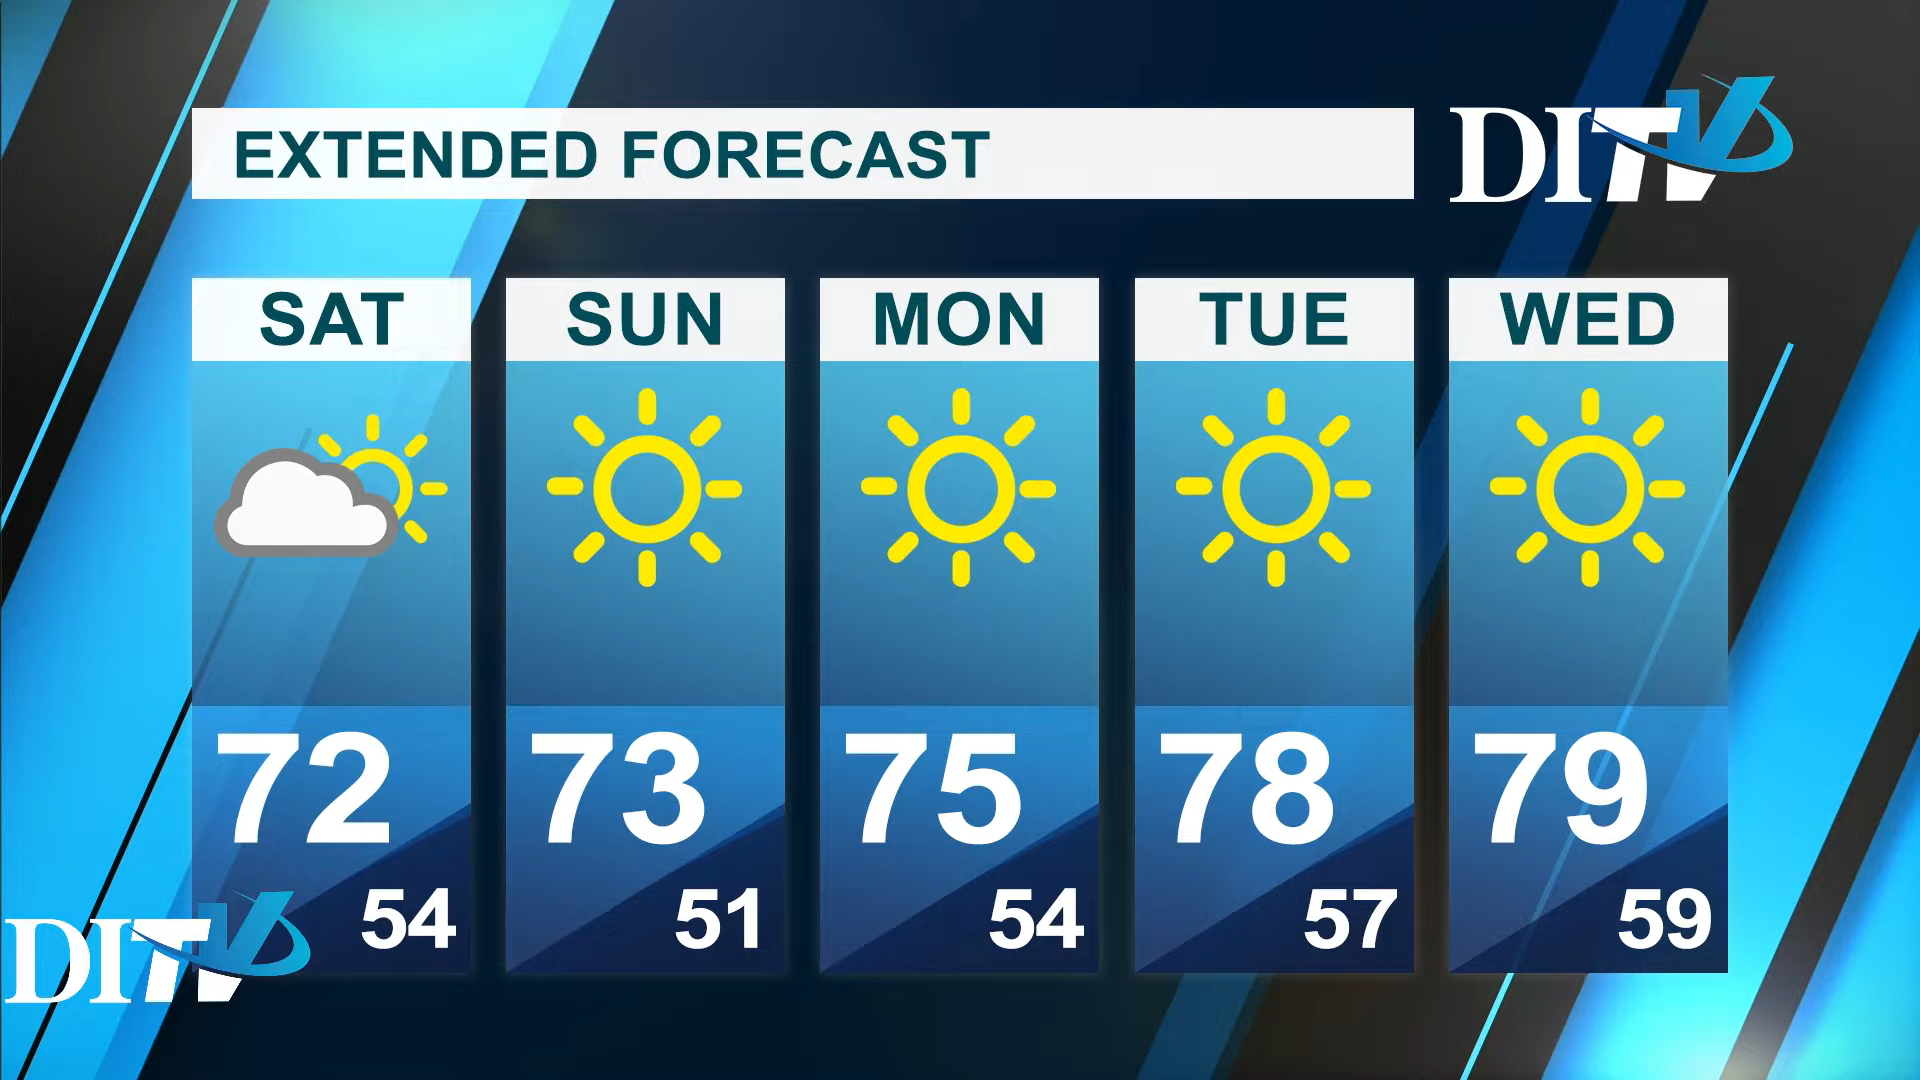 EXTENDED FORECAST
DITV
SAT SUN MON TUE WED
72 73 75 78 79
54 51 54 57 59
DITV